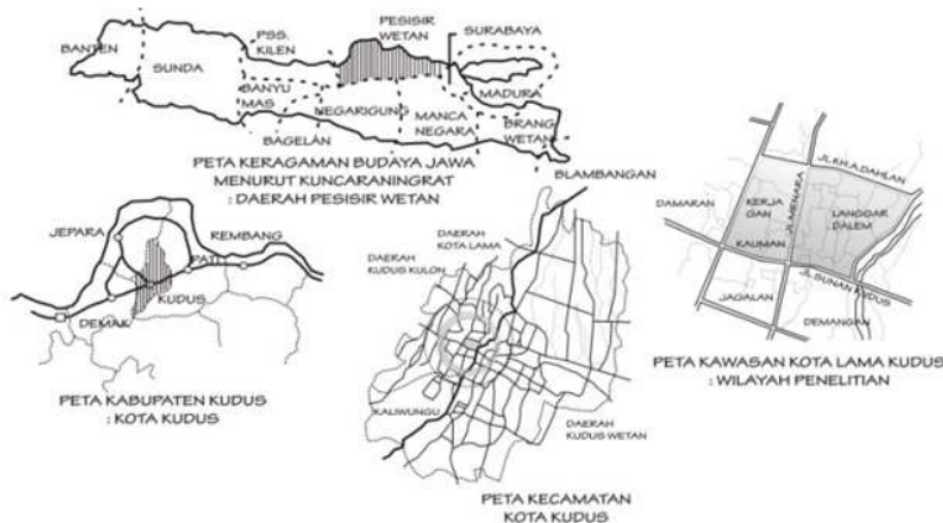 PESISIR
WETAN
SURABAYA
PSS.
KILEN
BANTEN
SUNDA
BANYU
MAS
NEGARIGUNG
MANCA
NEGARA
MADURA
BRANG
WETAN
BAGELAN
PETA KERAGAMAN BUDAYA JAWA
MENURUT KUNCARANINGRAT
: DAERAH PESISIR WETAN
BLAMBANGAN
JEPARA
REMBANG
PATI
KUDUS
DEMAK
PETA KABUPATEN KUDUS
: KOTA KUDUS
DAERAH
KOTA LAMA
DAERAH
KUDUS KULON
KALIWUNGU
DAERAH
KUDUS WETAN
PETA KECAMATAN
KOTA KUDUS
JL.KH.A.DAHLAN
DAMARAN
KERJA
GAN
JL.MENARA
LANGGAR
DALEM
KAUMAN
JL.SUNAN KUDUS
JAGALAN
DEMANGAN
PETA KAWASAN KOTA LAMA KUDUS
: WILAYAH PENELITIAN